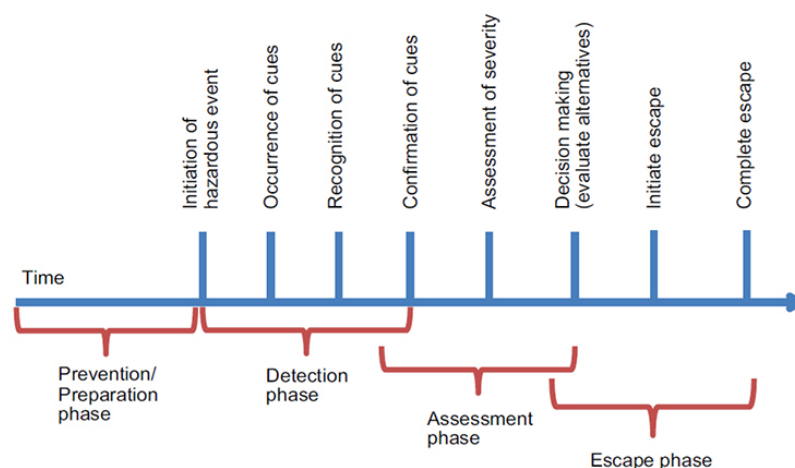 Initiation of
hazardous event
Occurrence of cues
Recognition of cues
Confirmation of cues
Assessment of severity
Decision making
(evaluate alternatives)
Initiate escape
Complete escape
Time
Prevention/
Preparation
phase
Detection
phase
Assessment
phase
Escape phase